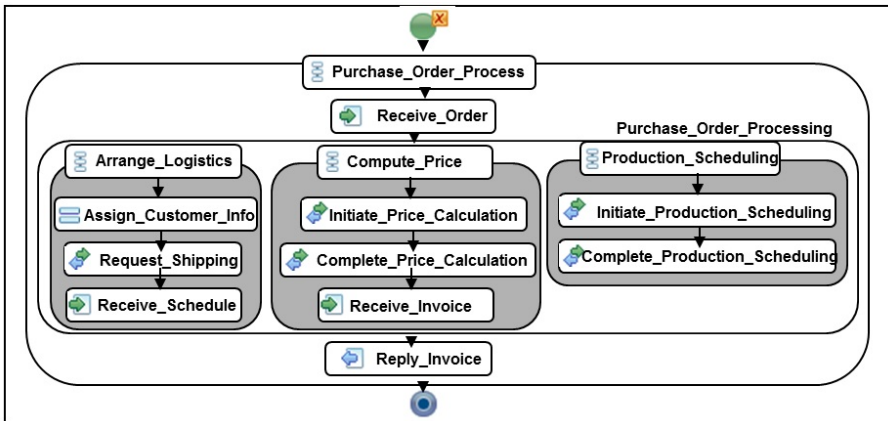 Purchase_Order_Process
Receive_Order
Purchase_Order_Processing
Arrange_Logistics
Assign_Customer_Info
Request_Shipping
Receive_Schedule
Compute_Price
Initiate_Price_Calculation
Complete_Price_Calculation
Receive_Invoice
Production_Scheduling
Initiate_Production_Scheduling
Complete_Production_Scheduling
Reply_Invoice